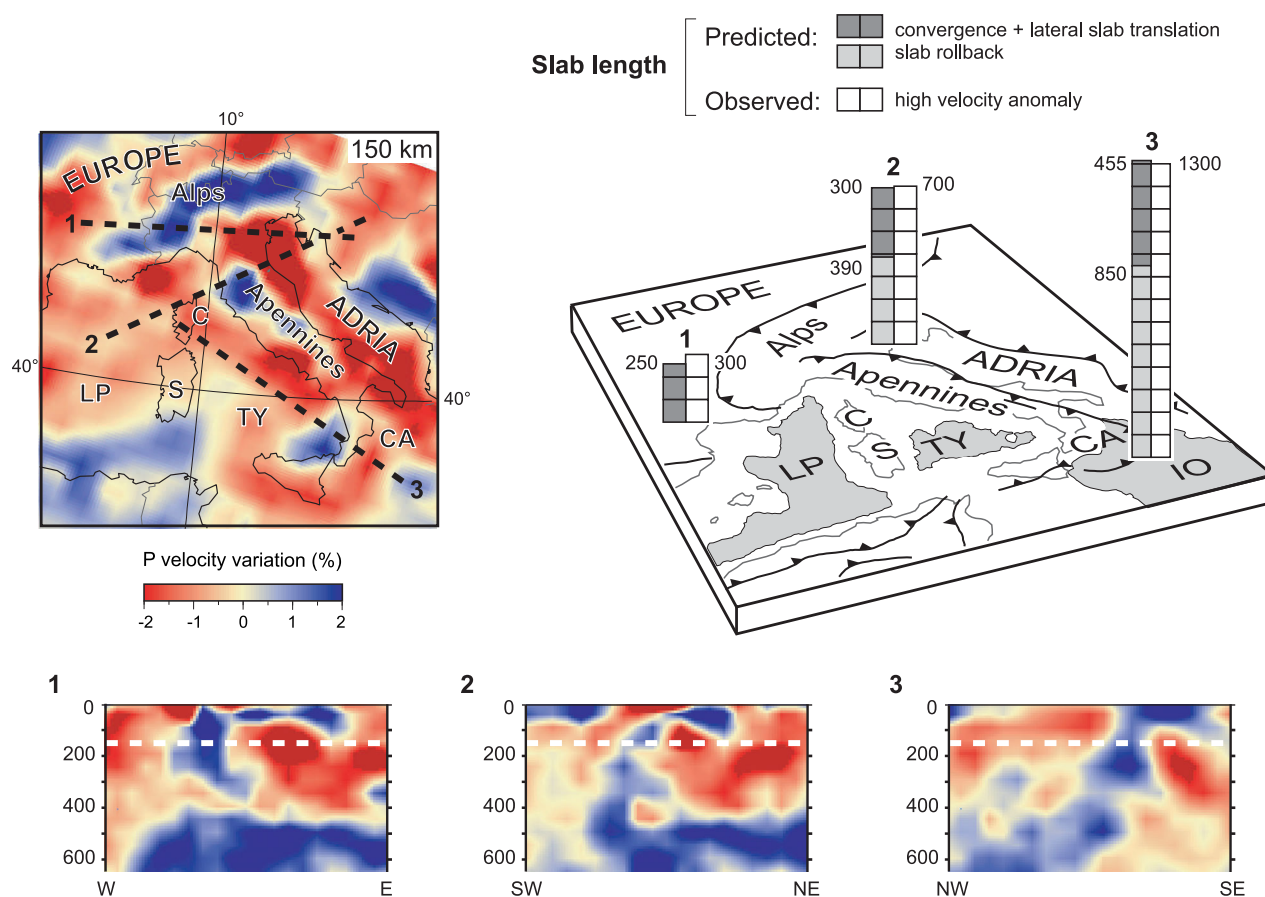 Slab length
Predicted:
convergence + lateral slab translation
slab rollback
Observed:
high velocity anomaly
10°
150 km
EUROPE
Alps
1
2
C
Apennines
ADRIA
40°
40°
LP
S
TY
CA
3
P velocity variation (%)
-2 -1 0 1 2
3
455 1300
850
2
300 700
390
1
250 300
EUROPE
Alps
ADRIA
Apennines
C
S
TY
CA
LP
IO
1
0
200
400
600
W E
2
0
200
400
600
SW NE
3
0
200
400
600
NW SE